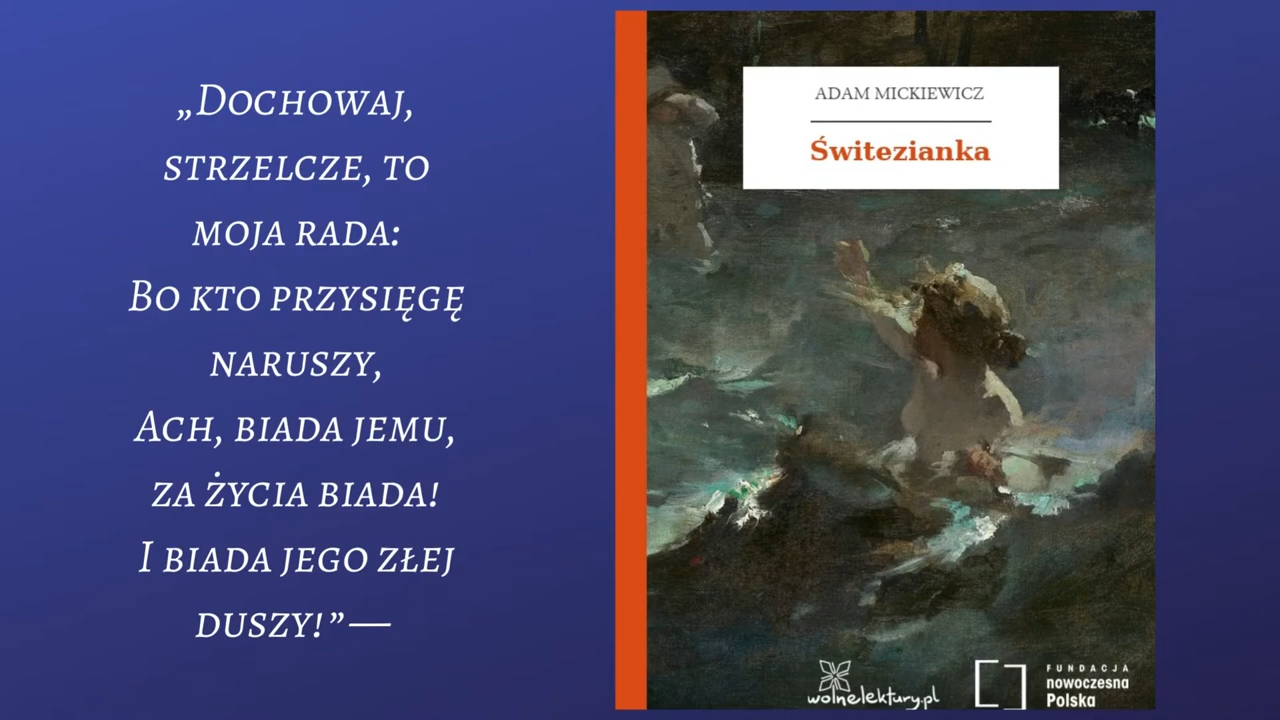 „Dochowaj,
strzelcze, to
moja rada:
Bo kto przysięgę
naruszy,
Ach, biada jemu,
za życia biada!
I biada jego złej
duszy!”—
ADAM MICKIEWICZ
Świtezianka
wolnelektury.pl
FUNDACJA
nowoczesna
Polska